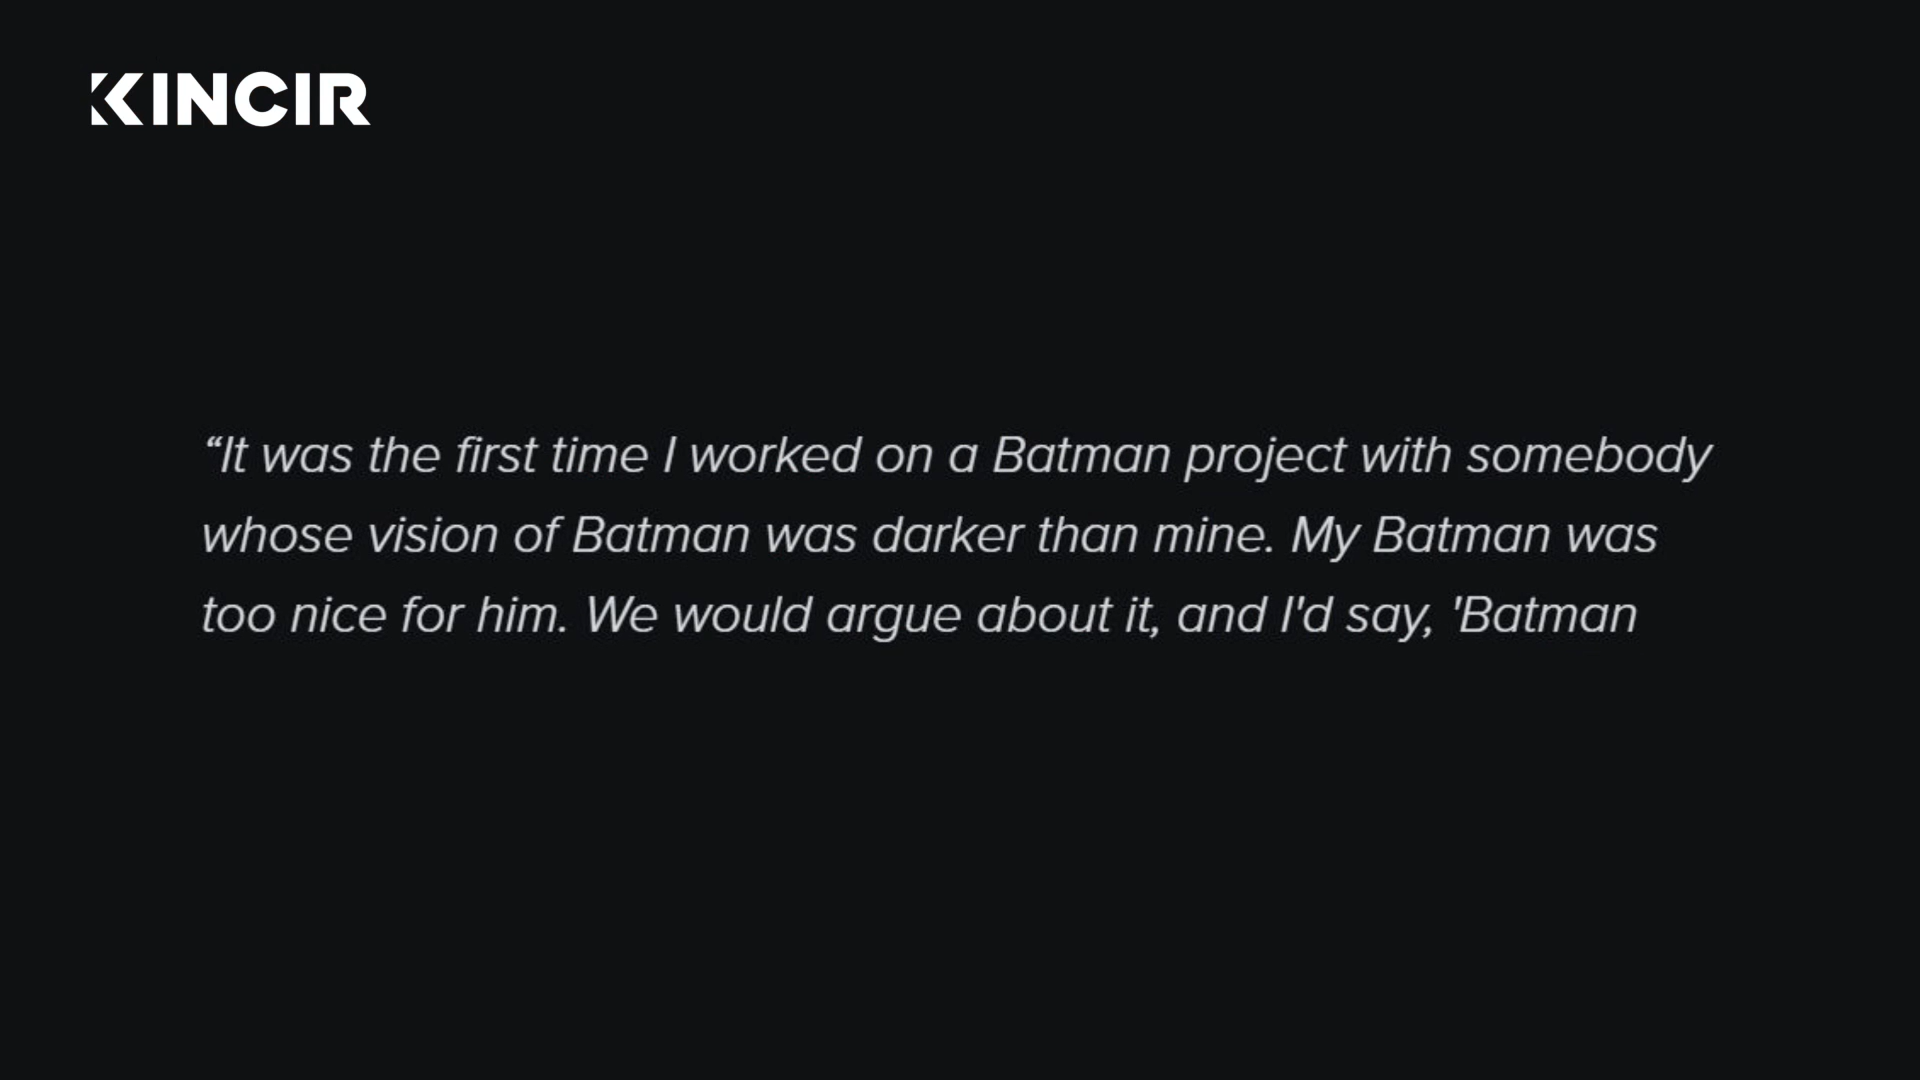 KINCIR
“It was the first time I worked on a Batman project with somebody
whose vision of Batman was darker than mine. My Batman was
too nice for him. We would argue about it, and I'd say, 'Batman